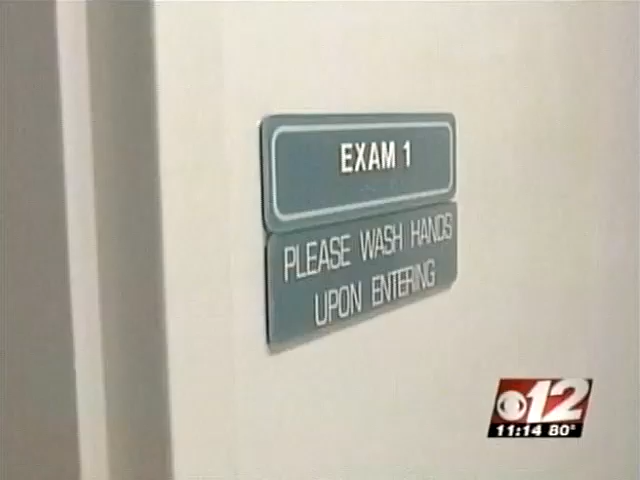 EXAM 1
PLEASE WASH HANDS
UPON ENTERING
12
11:14 80°